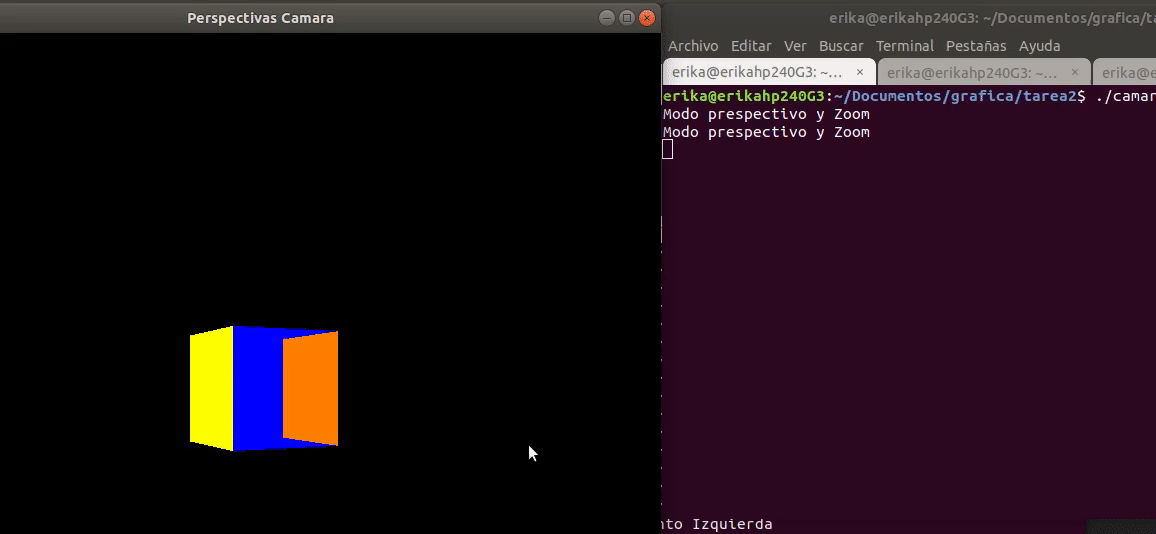 Perspectivas Camara
erika@erikahp240G3: ~/Documentos/grafica/ta
Archivo Editar Ver Buscar Terminal Pestañas Ayuda
erika@erikahp240G3: ~... × erika@erikahp240G3: ~... × erika@e
erika@erikahp240G3:~/Documentos/grafica/tarea2$ ./camar
Modo prespectivo y Zoom
Modo prespectivo y Zoom
nto Izquierda